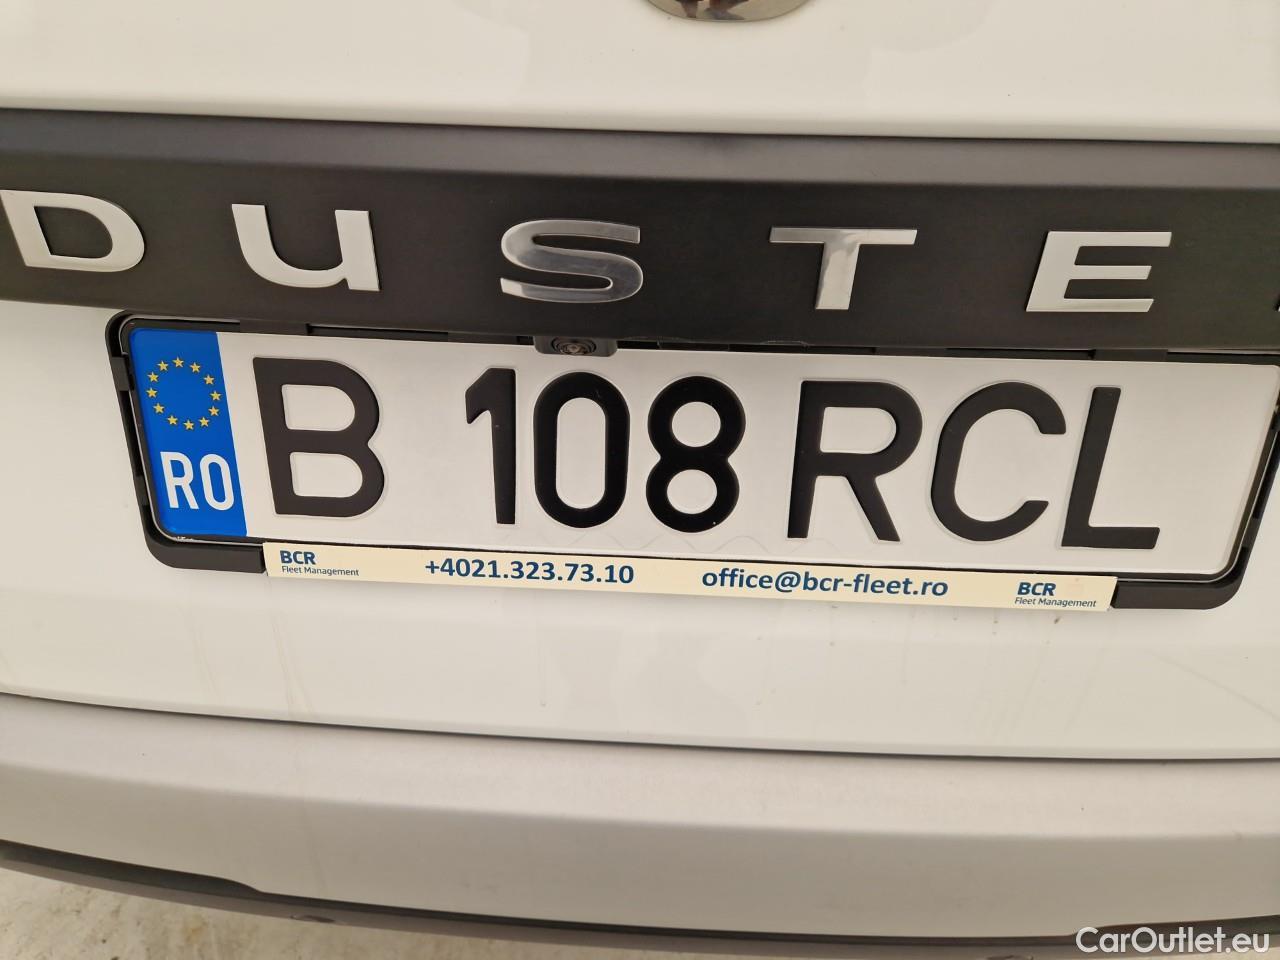 DUSTE
RO B 108 RCL
BCR Fleet Management +4021.323.73.10 office@bcr-fleet.ro BCR Fleet Management
CarOutlet.eu